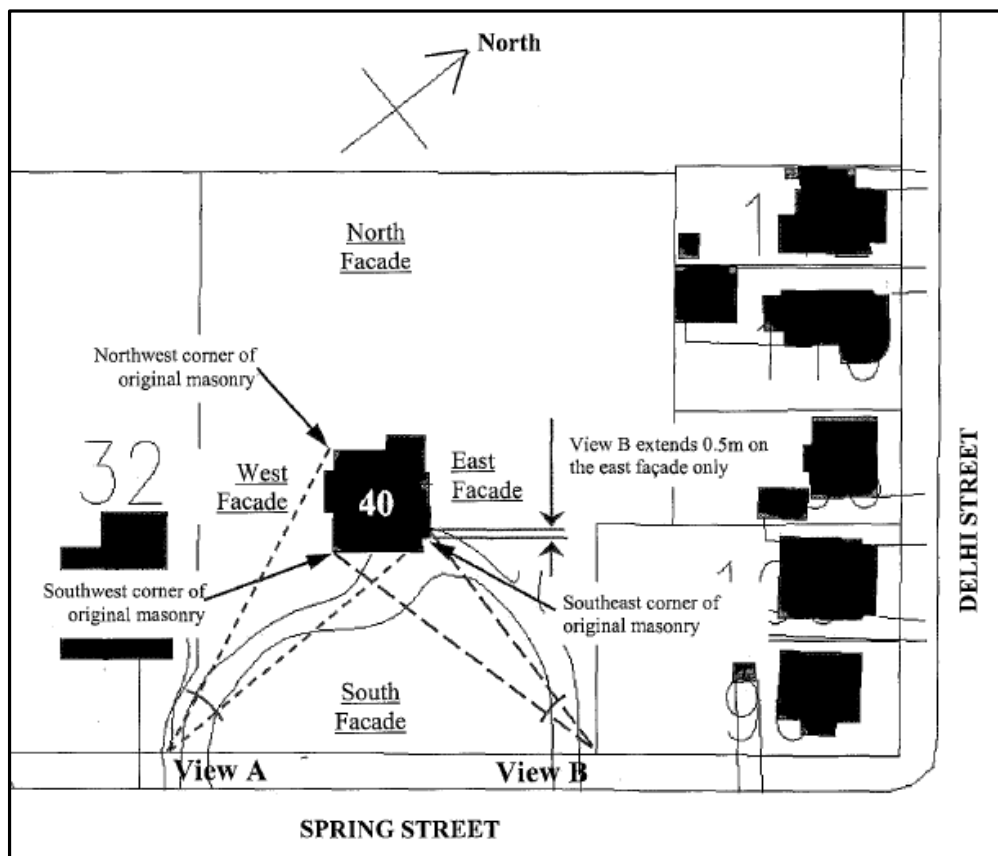 North
North
Facade
Northwest corner of
original masonry
32
West
Facade
40
East
Facade
View B extends 0.5m on
the east façade only
Southwest corner of
original masonry
Southeast corner of
original masonry
South
Facade
View A
View B
SPRING STREET
DELHI STREET